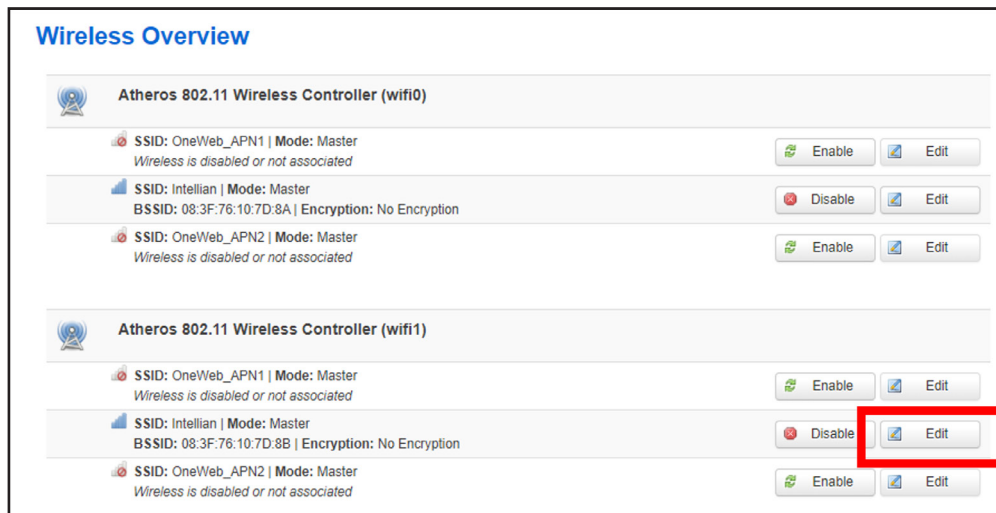 Wireless Overview
Atheros 802.11 Wireless Controller (wifi0)
SSID: OneWeb_APN1 | Mode: Master
Wireless is disabled or not associated
Enable Edit
SSID: Intellian | Mode: Master
BSSID: 08:3F:76:10:7D:8A | Encryption: No Encryption
Disable Edit
SSID: OneWeb_APN2 | Mode: Master
Wireless is disabled or not associated
Enable Edit
Atheros 802.11 Wireless Controller (wifi1)
SSID: OneWeb_APN1 | Mode: Master
Wireless is disabled or not associated
Enable Edit
SSID: Intellian | Mode: Master
BSSID: 08:3F:76:10:7D:8B | Encryption: No Encryption
Disable Edit
SSID: OneWeb_APN2 | Mode: Master
Wireless is disabled or not associated
Enable Edit